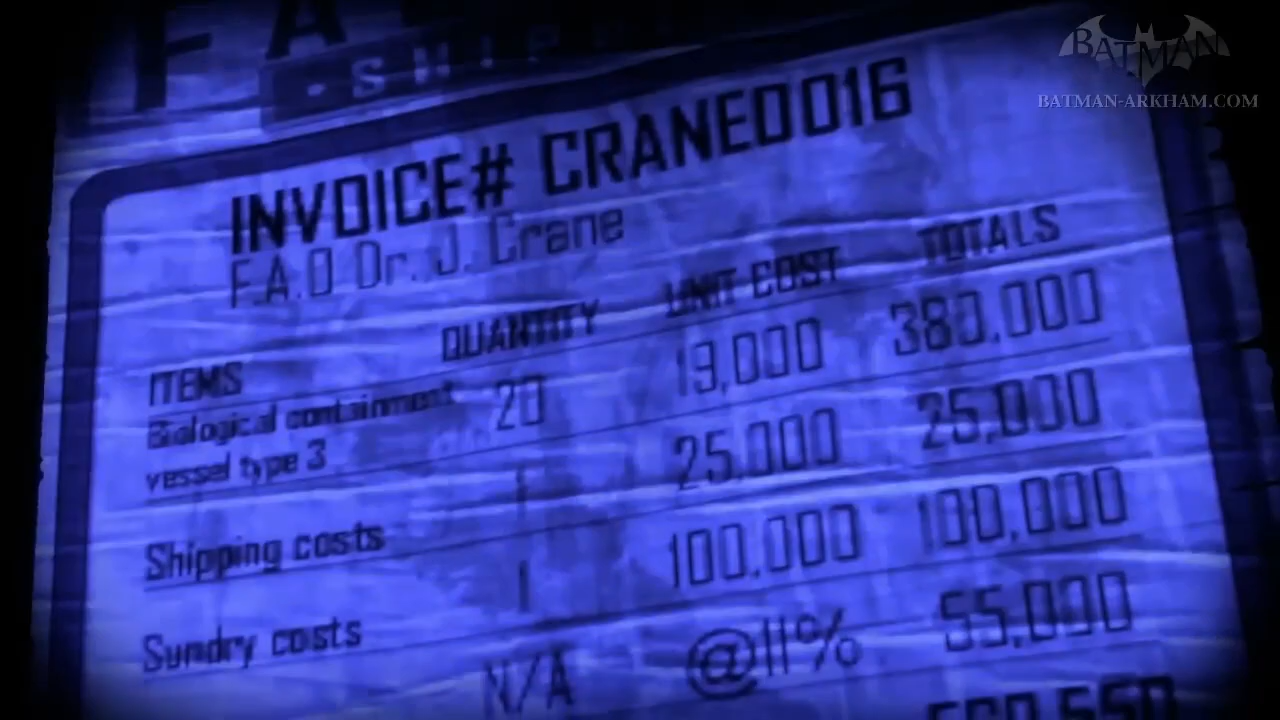 BATMAN
BATMAN-ARKHAM.COM
INVOICE# CRANE0016
F.A.O Dr. J. Crane
ITEMS QUANTITY UNIT COST TOTALS
Biological containment 20 19,000 380,000
vessel type 3
1 25,000 25,000
Shipping costs
1 100,000 100,000
Sundry costs
N/A @11% 55,000